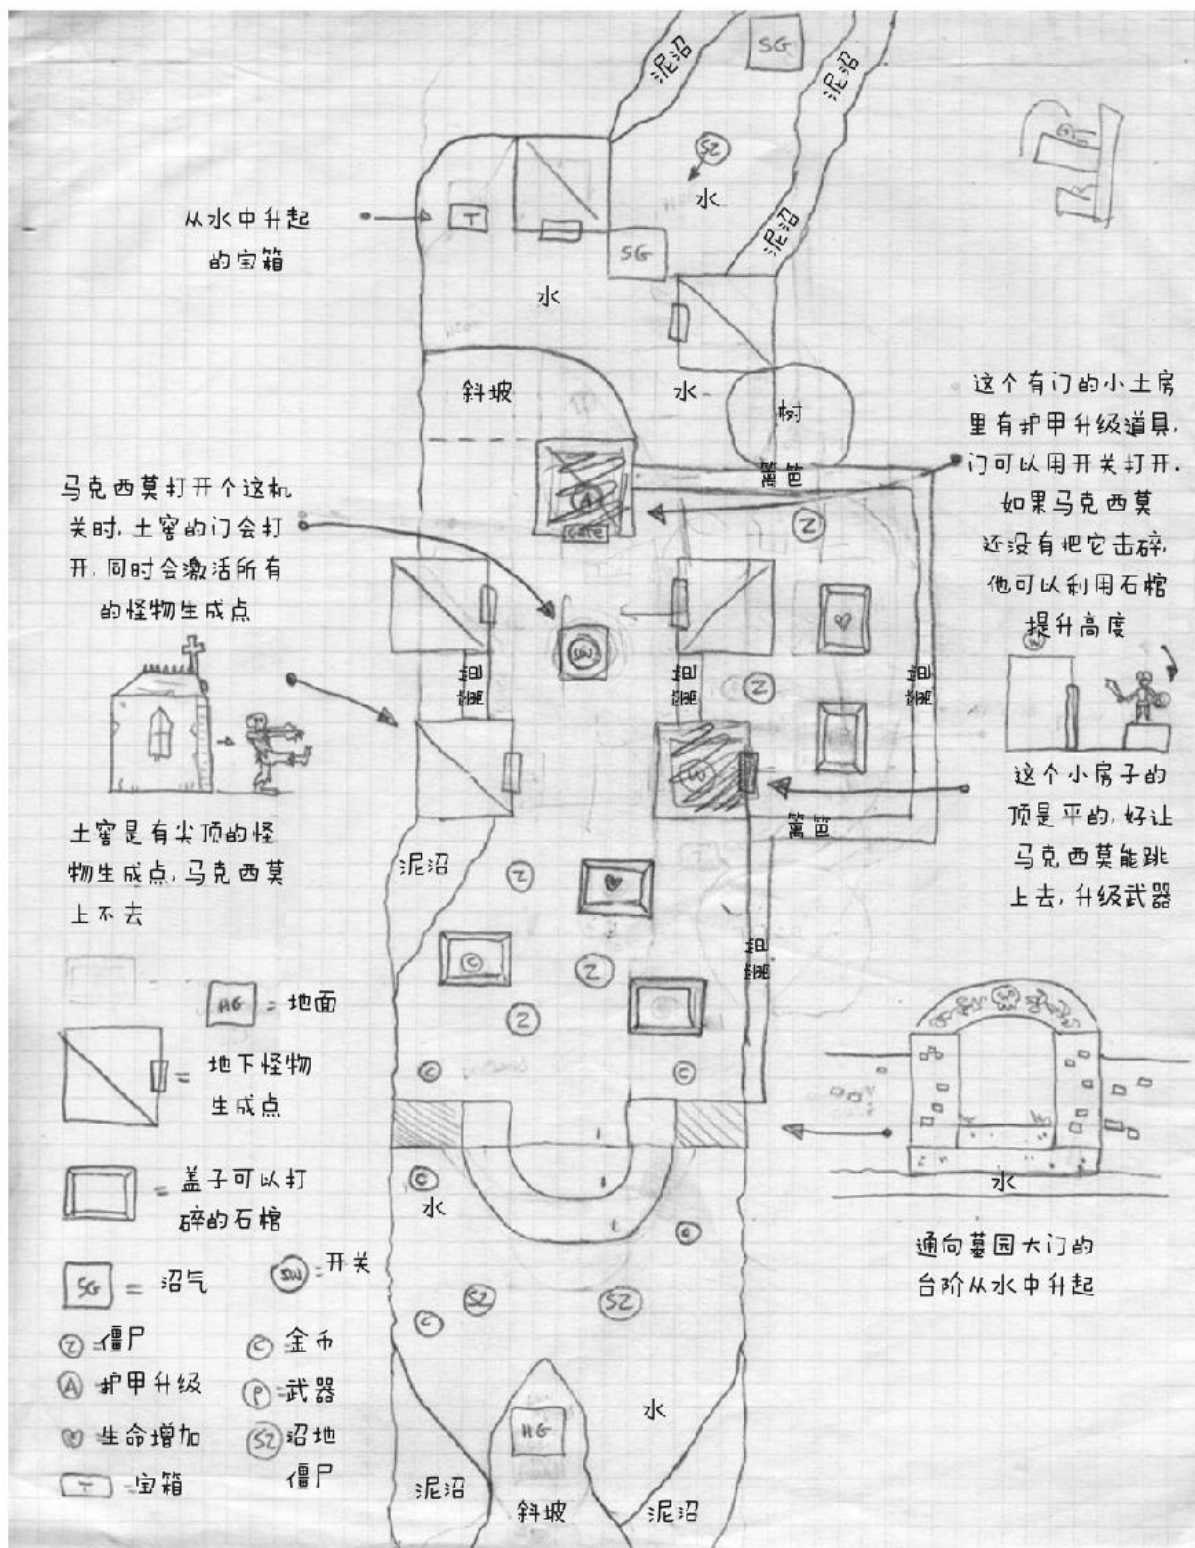 泥沼
SG
泥沼
SZ
水
泥沼
从水中升起
的宝箱
T
SG
水
斜坡
水
树
这个有门的小土房
里有护甲升级道具,
门可以用开关打开.
如果马克西莫
还没有把它击碎,
他可以利用石棺
提升高度
篱笆
A
GATE
Z
马克西莫打开个这机
关时, 土窖的门会打
开, 同时会激活所有
的怪物生成点
SW
篱笆
篱笆
Z
篱笆
土窖是有尖顶的怪
物生成点, 马克西莫
上不去
这个小房子的
顶是平的, 好让
马克西莫能跳
上去, 升级武器
篱笆
泥沼
Z
C
Z
Z
篱笆
C
C
HG = 地面
= 地下怪物
生成点
= 盖子可以打
碎的石棺
SG = 沼气
SW = 开关
Z = 僵尸
C = 金币
A = 护甲升级
P = 武器
= 生命增加
SZ 沼地
僵尸
T = 宝箱
C
水
C
SZ
SZ
C
水
HG
泥沼
斜坡
泥沼
水
通向墓园大门的
台阶从水中升起